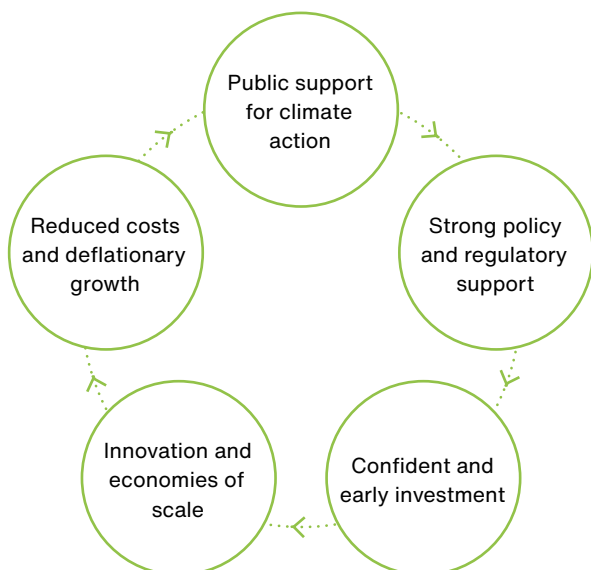 Public support
for climate
action
Strong policy
and regulatory
support
Confident and
early investment
Innovation and
economies of
scale
Reduced costs
and deflationary
growth